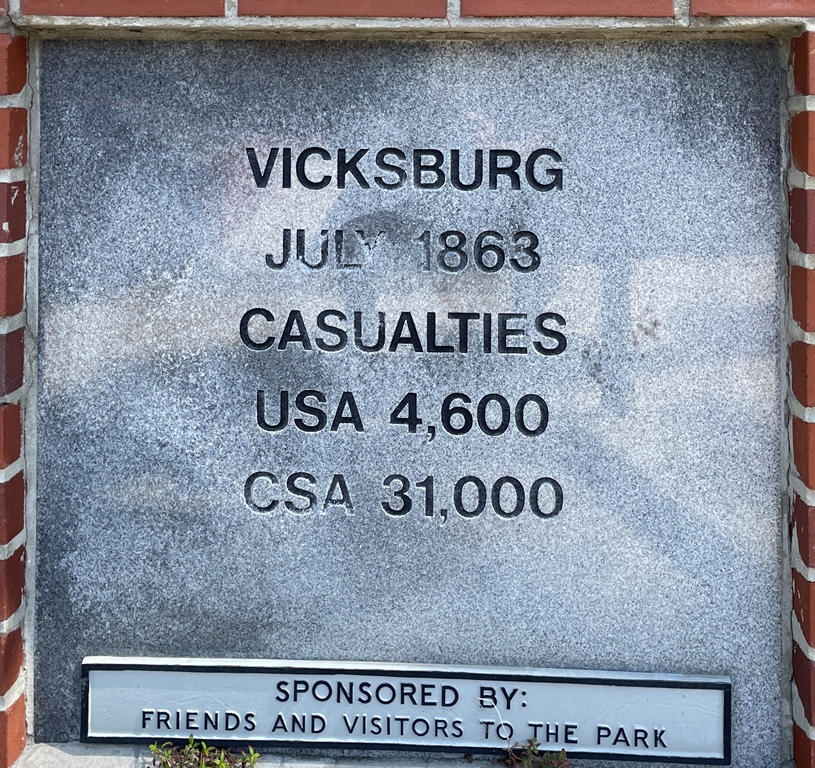 VICKSBURG
JULY 1863
CASUALTIES
USA 4,600
CSA 31,000
SPONSORED BY:
FRIENDS AND VISITORS TO THE PARK